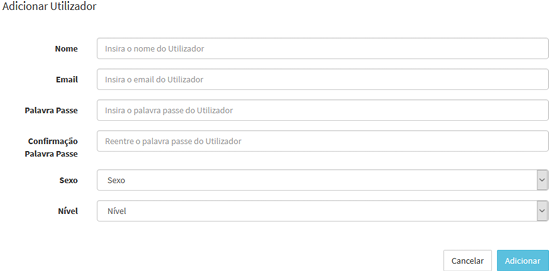 Adicionar Utilizador
Nome
Insira o nome do Utilizador
Email
Insira o email do Utilizador
Palavra Passe
Insira o palavra passe do Utilizador
Confirmação
Palavra Passe
Reentre o palavra passe do Utilizador
Sexo
Sexo
Nível
Nível
Cancelar
Adicionar